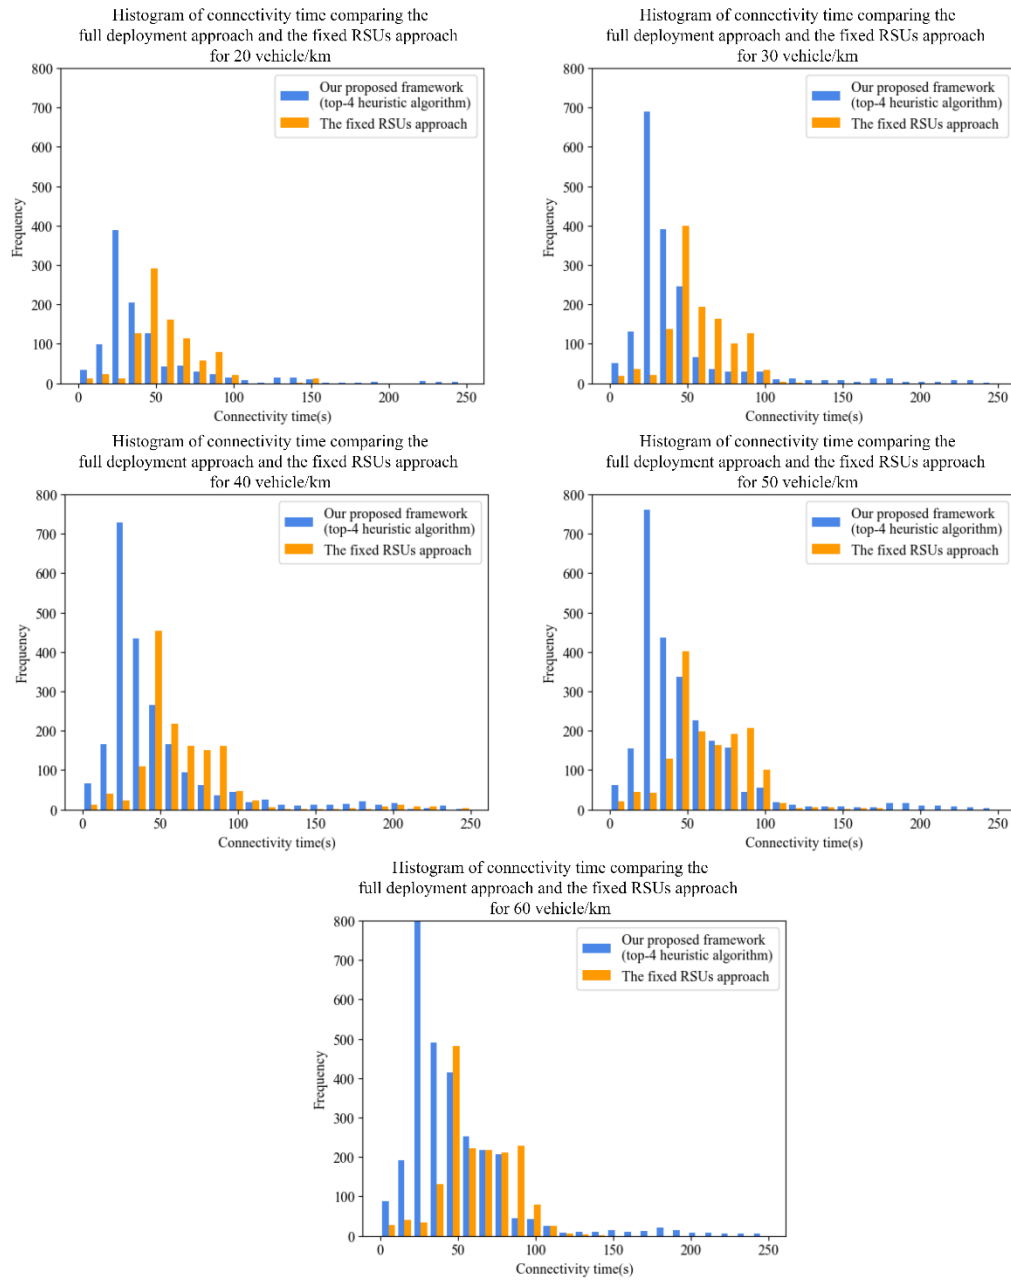 Histogram of connectivity time comparing the
full deployment approach and the fixed RSUs approach
for 20 vehicle/km
800
700
600
500
400
300
200
100
0
Frequency
Our proposed framework
(top-4 heuristic algorithm)
The fixed RSUs approach
0 50 100 150 200 250
Connectivity time(s)
Histogram of connectivity time comparing the
full deployment approach and the fixed RSUs approach
for 30 vehicle/km
800
700
600
500
400
300
200
100
0
Frequency
Our proposed framework
(top-4 heuristic algorithm)
The fixed RSUs approach
0 50 100 150 200 250
Connectivity time(s)
Histogram of connectivity time comparing the
full deployment approach and the fixed RSUs approach
for 40 vehicle/km
800
700
600
500
400
300
200
100
0
Frequency
Our proposed framework
(top-4 heuristic algorithm)
The fixed RSUs approach
0 50 100 150 200 250
Connectivity time(s)
Histogram of connectivity time comparing the
full deployment approach and the fixed RSUs approach
for 50 vehicle/km
800
700
600
500
400
300
200
100
0
Frequency
Our proposed framework
(top-4 heuristic algorithm)
The fixed RSUs approach
0 50 100 150 200 250
Connectivity time(s)
Histogram of connectivity time comparing the
full deployment approach and the fixed RSUs approach
for 60 vehicle/km
800
700
600
500
400
300
200
100
0
Frequency
Our proposed framework
(top-4 heuristic algorithm)
The fixed RSUs approach
0 50 100 150 200 250
Connectivity time(s)